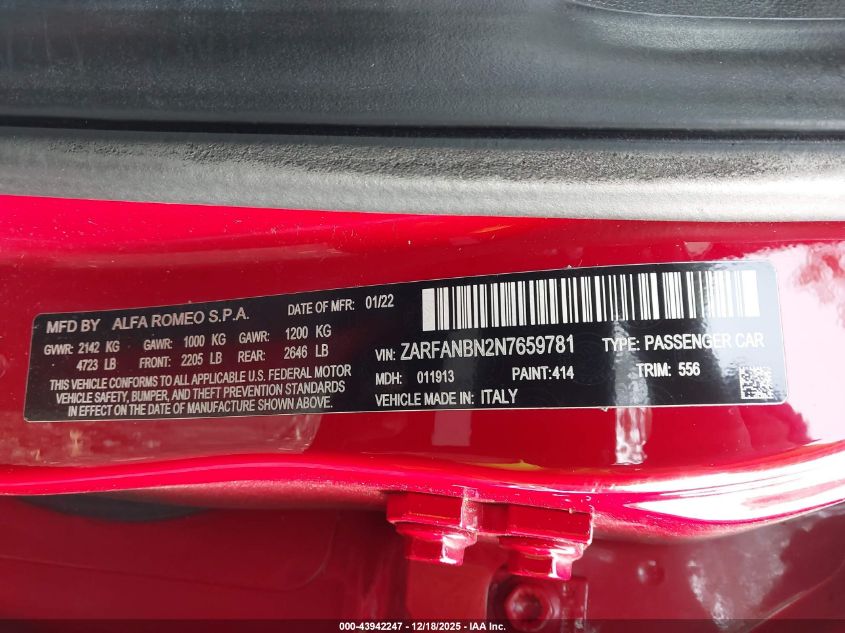 MFD BY ALFA ROMEO S.P.A. DATE OF MFR: 01/22
GVWR: 2142 KG GAWR: 1000 KG GAWR: 1200 KG
4723 LB FRONT: 2205 LB REAR: 2646 LB
THIS VEHICLE CONFORMS TO ALL APPLICABLE U.S. FEDERAL MOTOR
VEHICLE SAFETY, BUMPER, AND THEFT PREVENTION STANDARDS
IN EFFECT ON THE DATE OF MANUFACTURE SHOWN ABOVE.
VIN: ZARFANBN2N7659781 TYPE: PASSENGER CAR
MDH: 011913 PAINT:414 TRIM: 556
VEHICLE MADE IN: ITALY
000-43942247 - 12/18/2025 - IAA Inc.